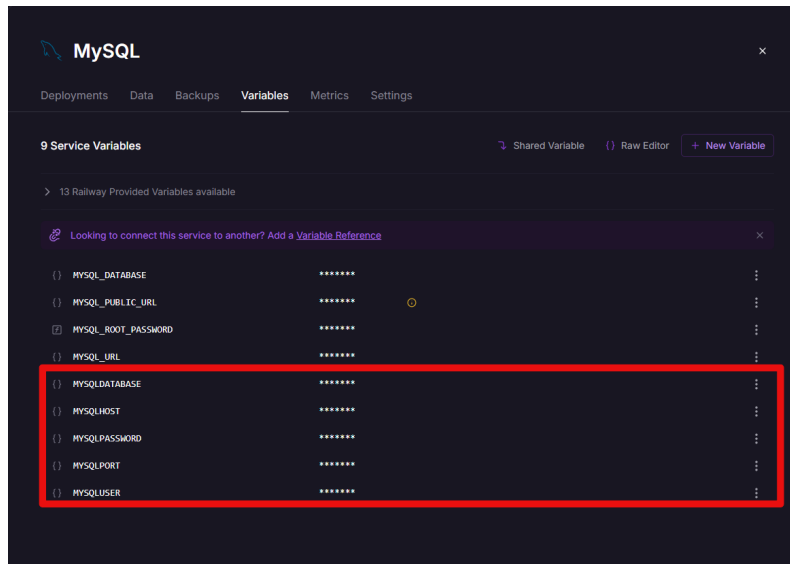 MySQL
Deployments Data Backups Variables Metrics Settings
9 Service Variables Shared Variable {} Raw Editor + New Variable
13 Railway Provided Variables available
Looking to connect this service to another? Add a Variable Reference
{} MYSQL_DATABASE *******
{} MYSQL_PUBLIC_URL *******
MYSQL_ROOT_PASSWORD *******
{} MYSQL_URL *******
{} MYSQLDATABASE *******
{} MYSQLHOST *******
{} MYSQLPASSWORD *******
{} MYSQLPORT *******
{} MYSQLUSER *******